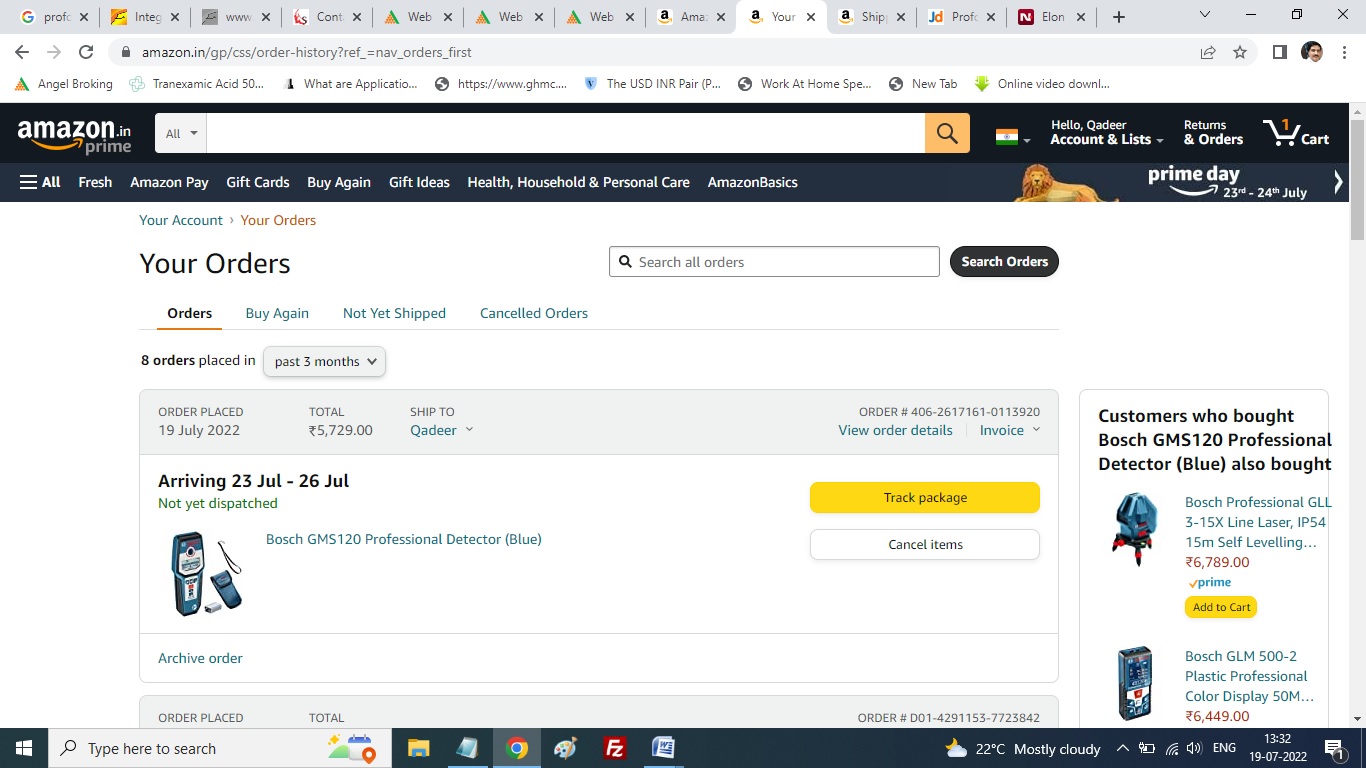 profc
Integ
www
Conta
Web
Web
Web
Amaz
Your
Ship
Profo
Elon
amazon.in/gp/css/order-history?ref_=nav_orders_first
Angel Broking
Tranexamic Acid 50...
What are Applicatio...
https://www.ghmc....
The USD INR Pair (P...
Work At Home Spe...
New Tab
Online video downl...
amazon.in
prime
All
Hello, Qadeer
Account & Lists
Returns
& Orders
1
Cart
All
Fresh
Amazon Pay
Gift Cards
Buy Again
Gift Ideas
Health, Household & Personal Care
AmazonBasics
prime day
23rd - 24th July
Your Account › Your Orders
Your Orders
Search all orders
Search Orders
Orders
Buy Again
Not Yet Shipped
Cancelled Orders
8 orders placed in past 3 months
ORDER PLACED
19 July 2022
TOTAL
₹5,729.00
SHIP TO
Qadeer
ORDER # 406-2617161-0113920
View order details
Invoice
Arriving 23 Jul - 26 Jul
Not yet dispatched
Bosch GMS120 Professional Detector (Blue)
Track package
Cancel items
Archive order
ORDER PLACED
TOTAL
ORDER # D01-4291153-7723842
Customers who bought
Bosch GMS120 Professional
Detector (Blue) also bought
Bosch Professional GLL
3-15X Line Laser, IP54
15m Self Levelling...
₹6,789.00
prime
Add to Cart
Bosch GLM 500-2
Plastic Professional
Color Display 50M...
₹6,449.00
Type here to search
22°C Mostly cloudy
ENG
13:32
19-07-2022
1